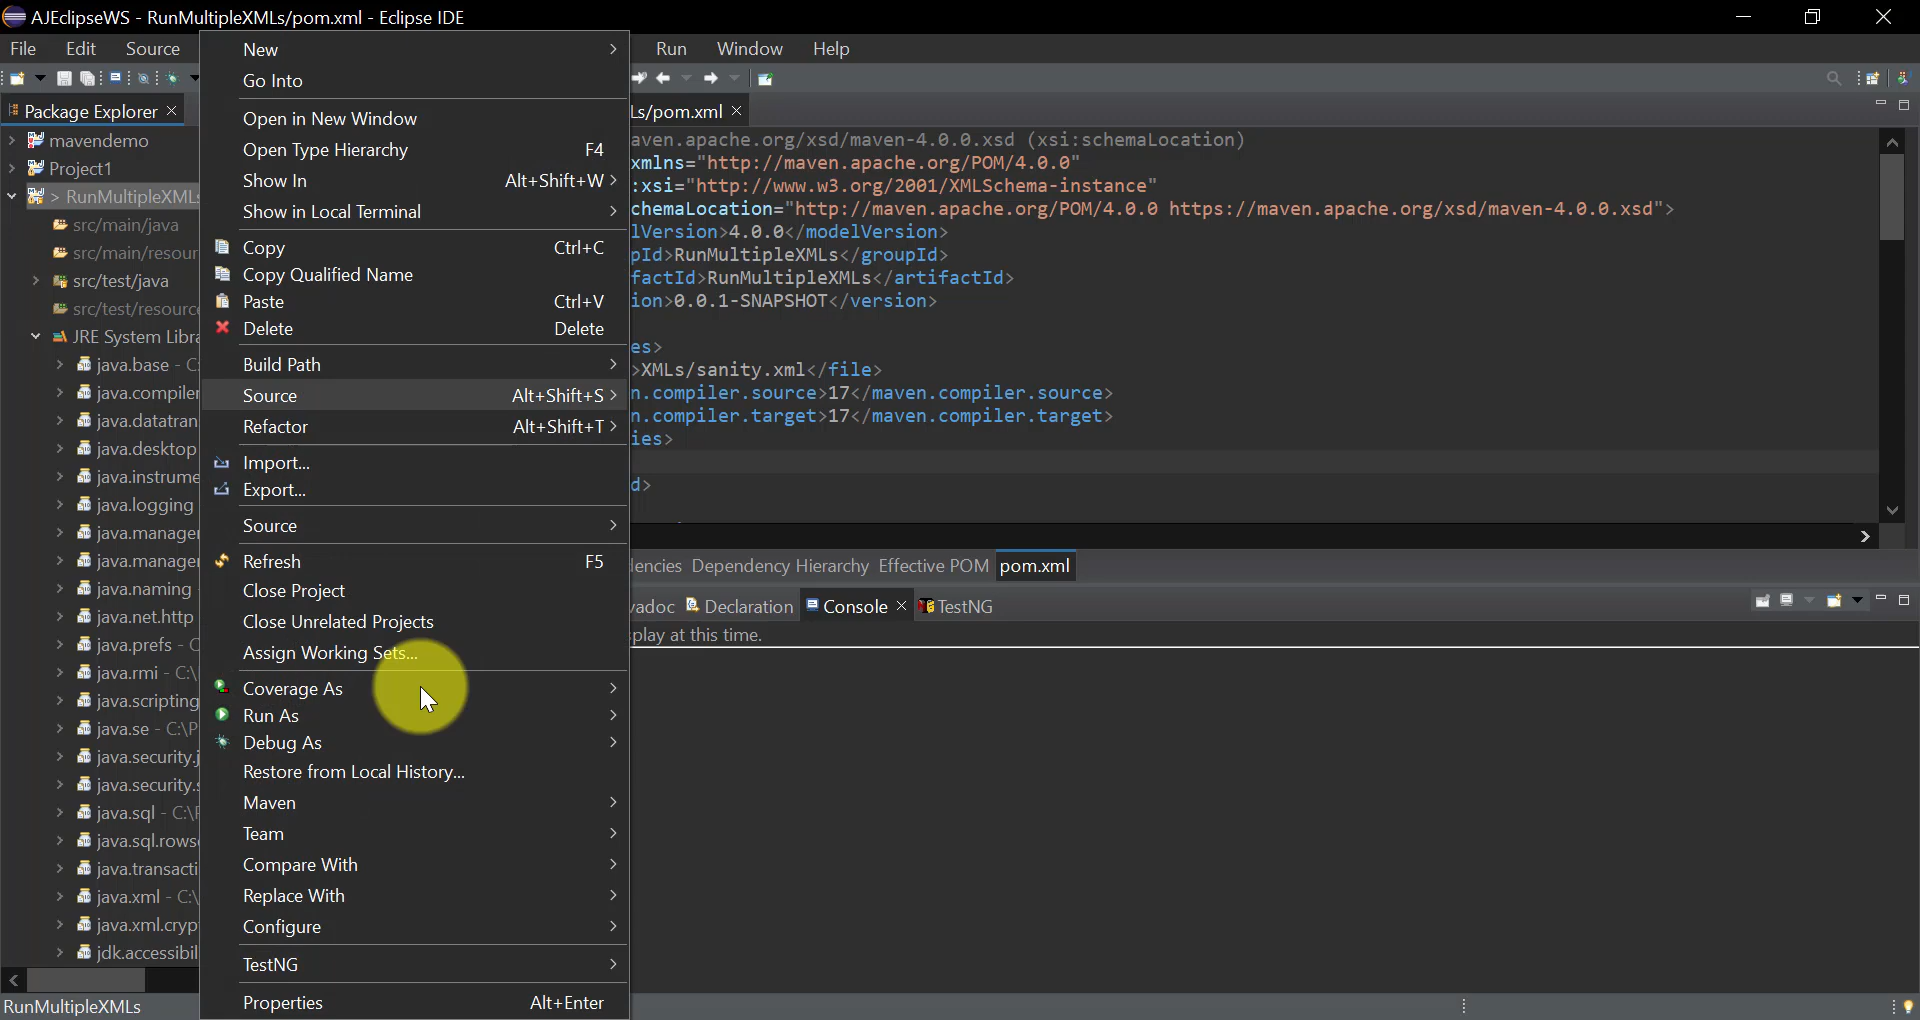 AJEclipseWS - RunMultipleXMLs/pom.xml - Eclipse IDE
File Edit Source Run Window Help
Package Explorer
mavendemo
Project1
> RunMultipleXMLs
src/main/java
src/main/resour
src/test/java
src/test/resource
JRE System Libra
java.base - C:
java.compiler
java.datatran
java.desktop
java.instrume
java.logging
java.manager
java.manager
java.naming
java.net.http
java.prefs - C
java.rmi - C:\
java.scripting
java.se - C:\P
java.security.j
java.security.s
java.sql - C:\P
java.sql.rows
java.transacti
java.xml - C:\
java.xml.cryp
jdk.accessibil
RunMultipleXMLs
New
Go Into
Open in New Window
Open Type Hierarchy F4
Show In Alt+Shift+W
Show in Local Terminal
Copy Ctrl+C
Copy Qualified Name
Paste Ctrl+V
Delete Delete
Build Path
Source Alt+Shift+S
Refactor Alt+Shift+T
Import...
Export...
Source
Refresh F5
Close Project
Close Unrelated Projects
Assign Working Sets...
Coverage As
Run As
Debug As
Restore from Local History...
Maven
Team
Compare With
Replace With
Configure
TestNG
Properties Alt+Enter
Ls/pom.xml
aven.apache.org/xsd/maven-4.0.0.xsd (xsi:schemaLocation)
xmlns="http://maven.apache.org/POM/4.0.0"
:xsi="http://www.w3.org/2001/XMLSchema-instance"
chemaLocation="http://maven.apache.org/POM/4.0.0 https://maven.apache.org/xsd/maven-4.0.0.xsd">
lVersion>4.0.0</modelVersion>
pId>RunMultipleXMLs</groupId>
factId>RunMultipleXMLs</artifactId>
ion>0.0.1-SNAPSHOT</version>
es>
>XMLs/sanity.xml</file>
n.compiler.source>17</maven.compiler.source>
n.compiler.target>17</maven.compiler.target>
ies>
d>
dencies Dependency Hierarchy Effective POM pom.xml
vadoc Declaration Console TestNG
splay at this time.